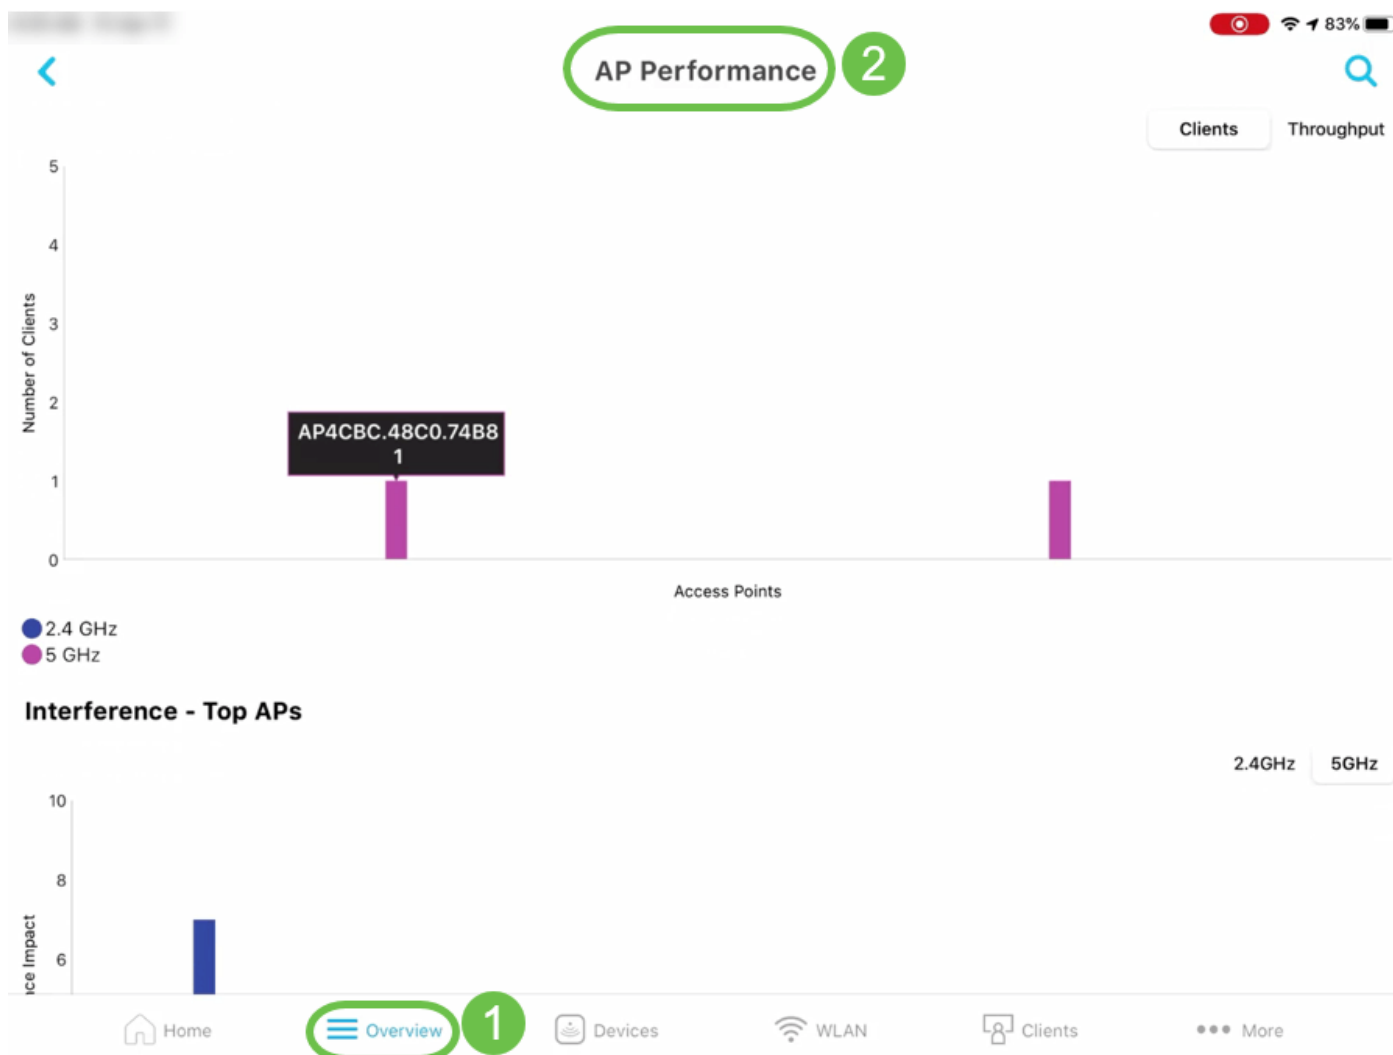 83%
AP Performance
2
Clients Throughput
5
4
3
2
1
0
Number of Clients
AP4CBC.48C0.74B8
1
Access Points
2.4 GHz
5 GHz
Interference - Top APs
2.4GHz 5GHz
10
8
6
ce Impact
Home Overview 1 Devices WLAN Clients More